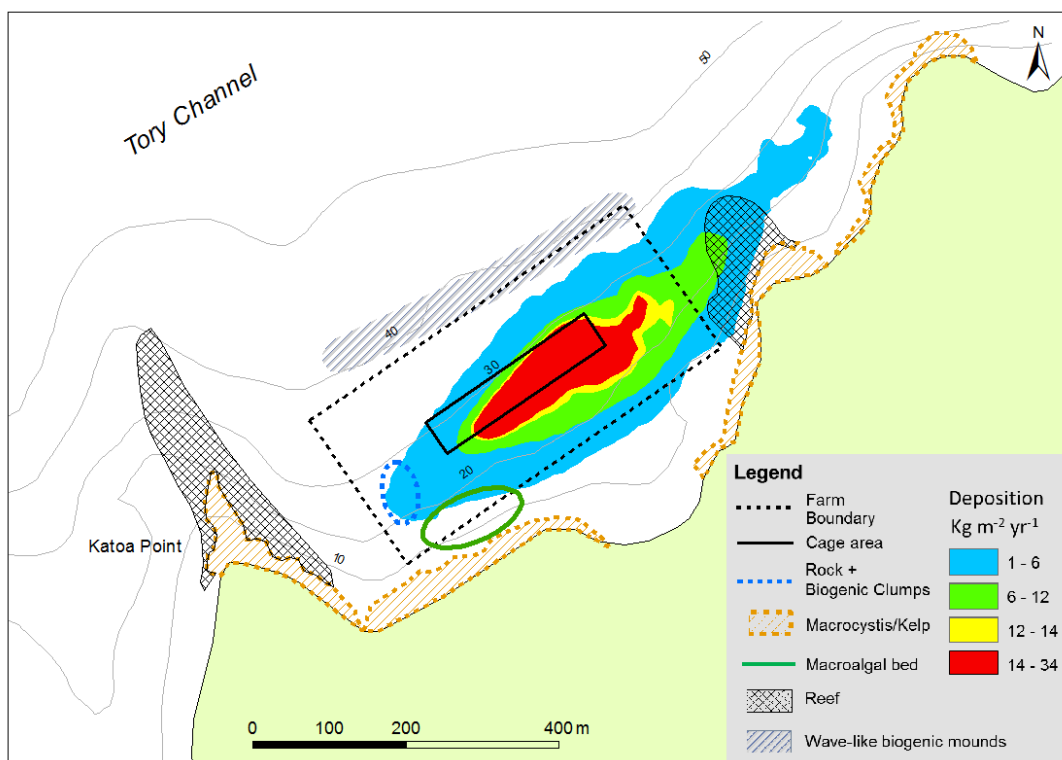 Tory Channel
50
N
40
30
20
10
Katoa Point
0 100 200 400 m
Legend
Farm
Boundary
Cage area
Rock +
Biogenic Clumps
Macrocystis/Kelp
Macroalgal bed
Reef
Wave-like biogenic mounds
Deposition
Kg m⁻² yr⁻¹
1 - 6
6 - 12
12 - 14
14 - 34